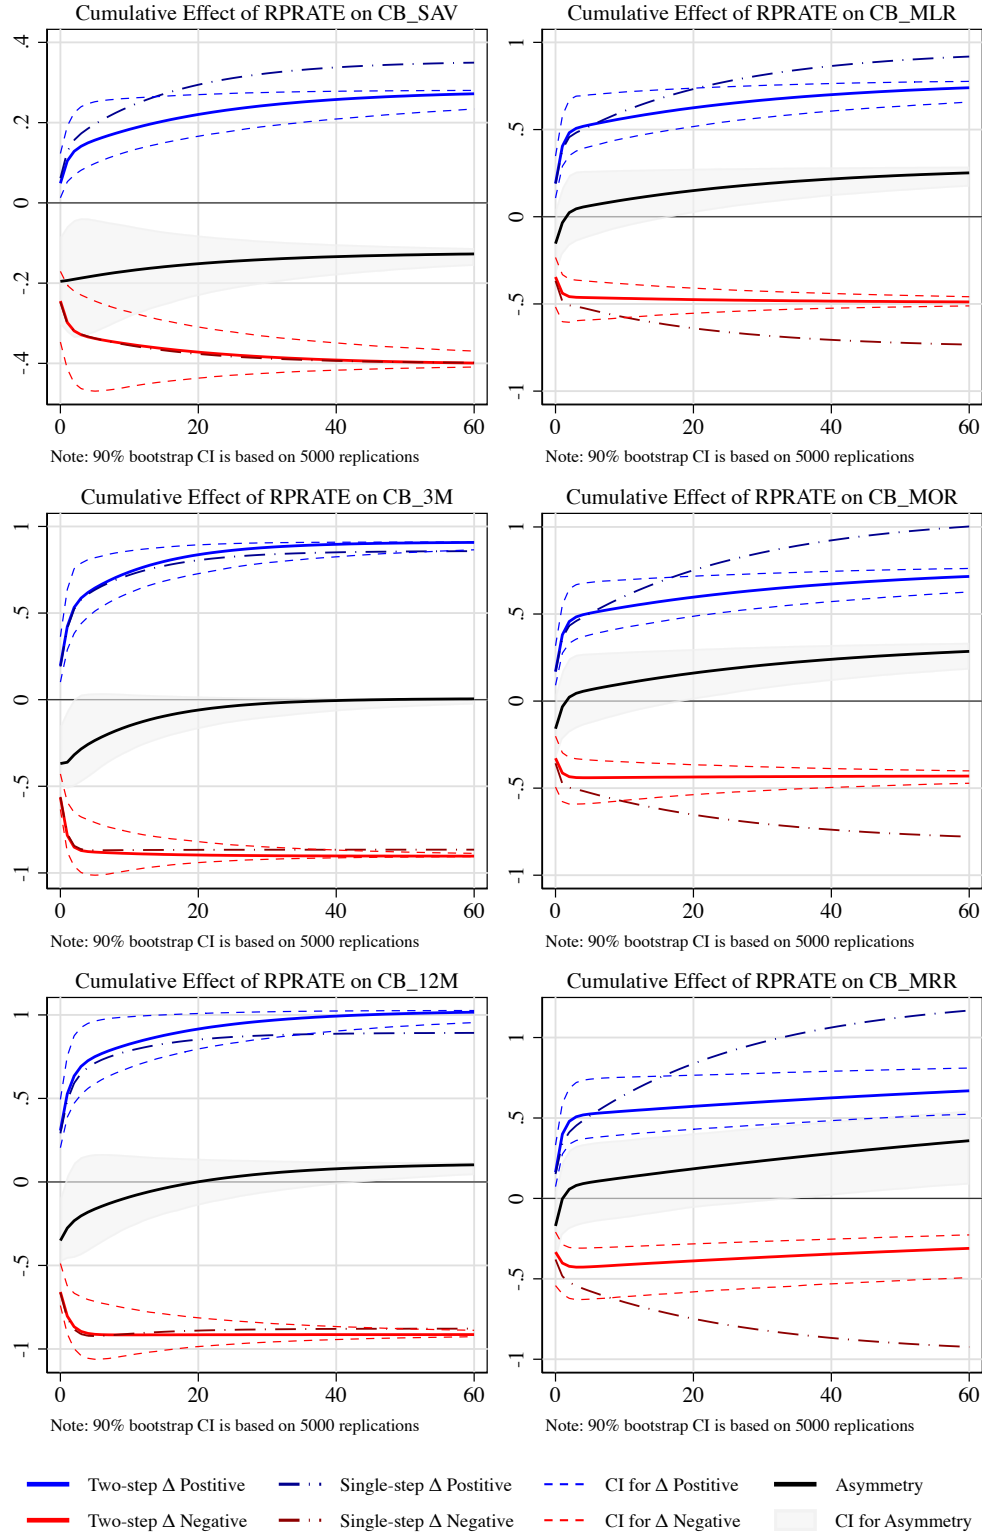 Cumulative Effect of RPRATE on CB_SAV
.4
.2
0
-.2
-.4
0 20 40 60
Note: 90% bootstrap CI is based on 5000 replications
Cumulative Effect of RPRATE on CB_MLR
1
.5
0
-.5
-1
0 20 40 60
Note: 90% bootstrap CI is based on 5000 replications
Cumulative Effect of RPRATE on CB_3M
1
.5
0
-.5
-1
0 20 40 60
Note: 90% bootstrap CI is based on 5000 replications
Cumulative Effect of RPRATE on CB_MOR
1
.5
0
-.5
-1
0 20 40 60
Note: 90% bootstrap CI is based on 5000 replications
Cumulative Effect of RPRATE on CB_12M
1
.5
0
-.5
-1
0 20 40 60
Note: 90% bootstrap CI is based on 5000 replications
Cumulative Effect of RPRATE on CB_MRR
1
.5
0
-.5
-1
0 20 40 60
Note: 90% bootstrap CI is based on 5000 replications
Two-step Δ Postitive Single-step Δ Postitive CI for Δ Postitive Asymmetry
Two-step Δ Negative Single-step Δ Negative CI for Δ Negative CI for Asymmetry